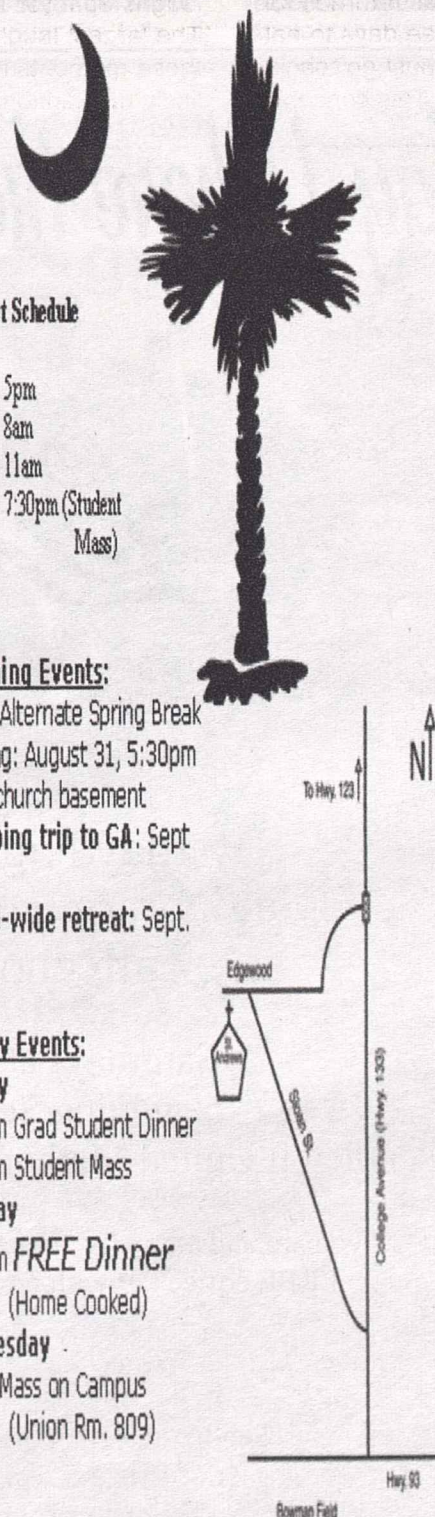 t Schedule
5pm
8am
11am
7:30pm (Student
Mass)
ing Events:
Alternate Spring Break
g: August 31, 5:30pm
church basement
ping trip to GA: Sept
-wide retreat: Sept.
y Events:
y
n Grad Student Dinner
n Student Mass
ay
m FREE Dinner
(Home Cooked)
esday
Mass on Campus
(Union Rm. 809)
N
To Hwy. 123
Edgewood
St.
Andrews
College Avenue (Hwy. 133)
Hwy. 93
Bowman Field